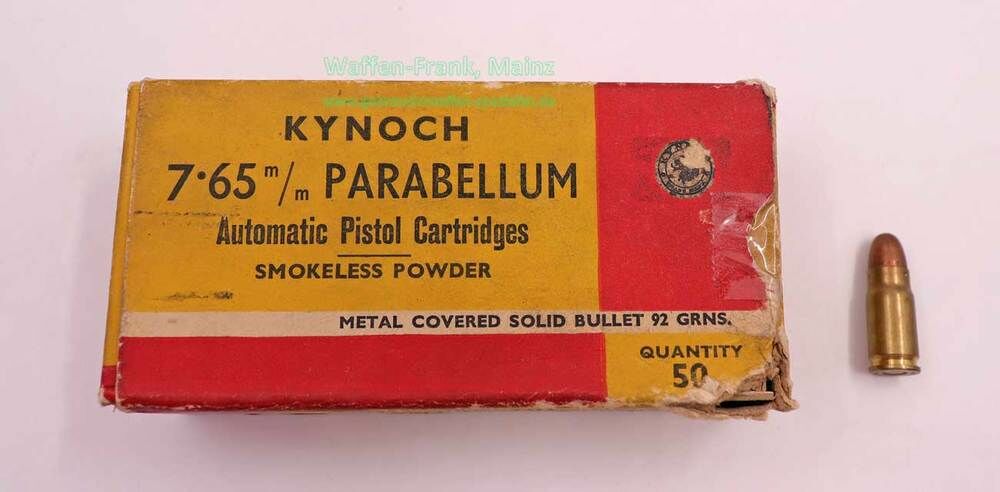 Waffen-Frank, Mainz
KYNOCH
7·65 m/m PARABELLUM
Automatic Pistol Cartridges
SMOKELESS POWDER
METAL COVERED SOLID BULLET 92 GRNS.
QUANTITY
50